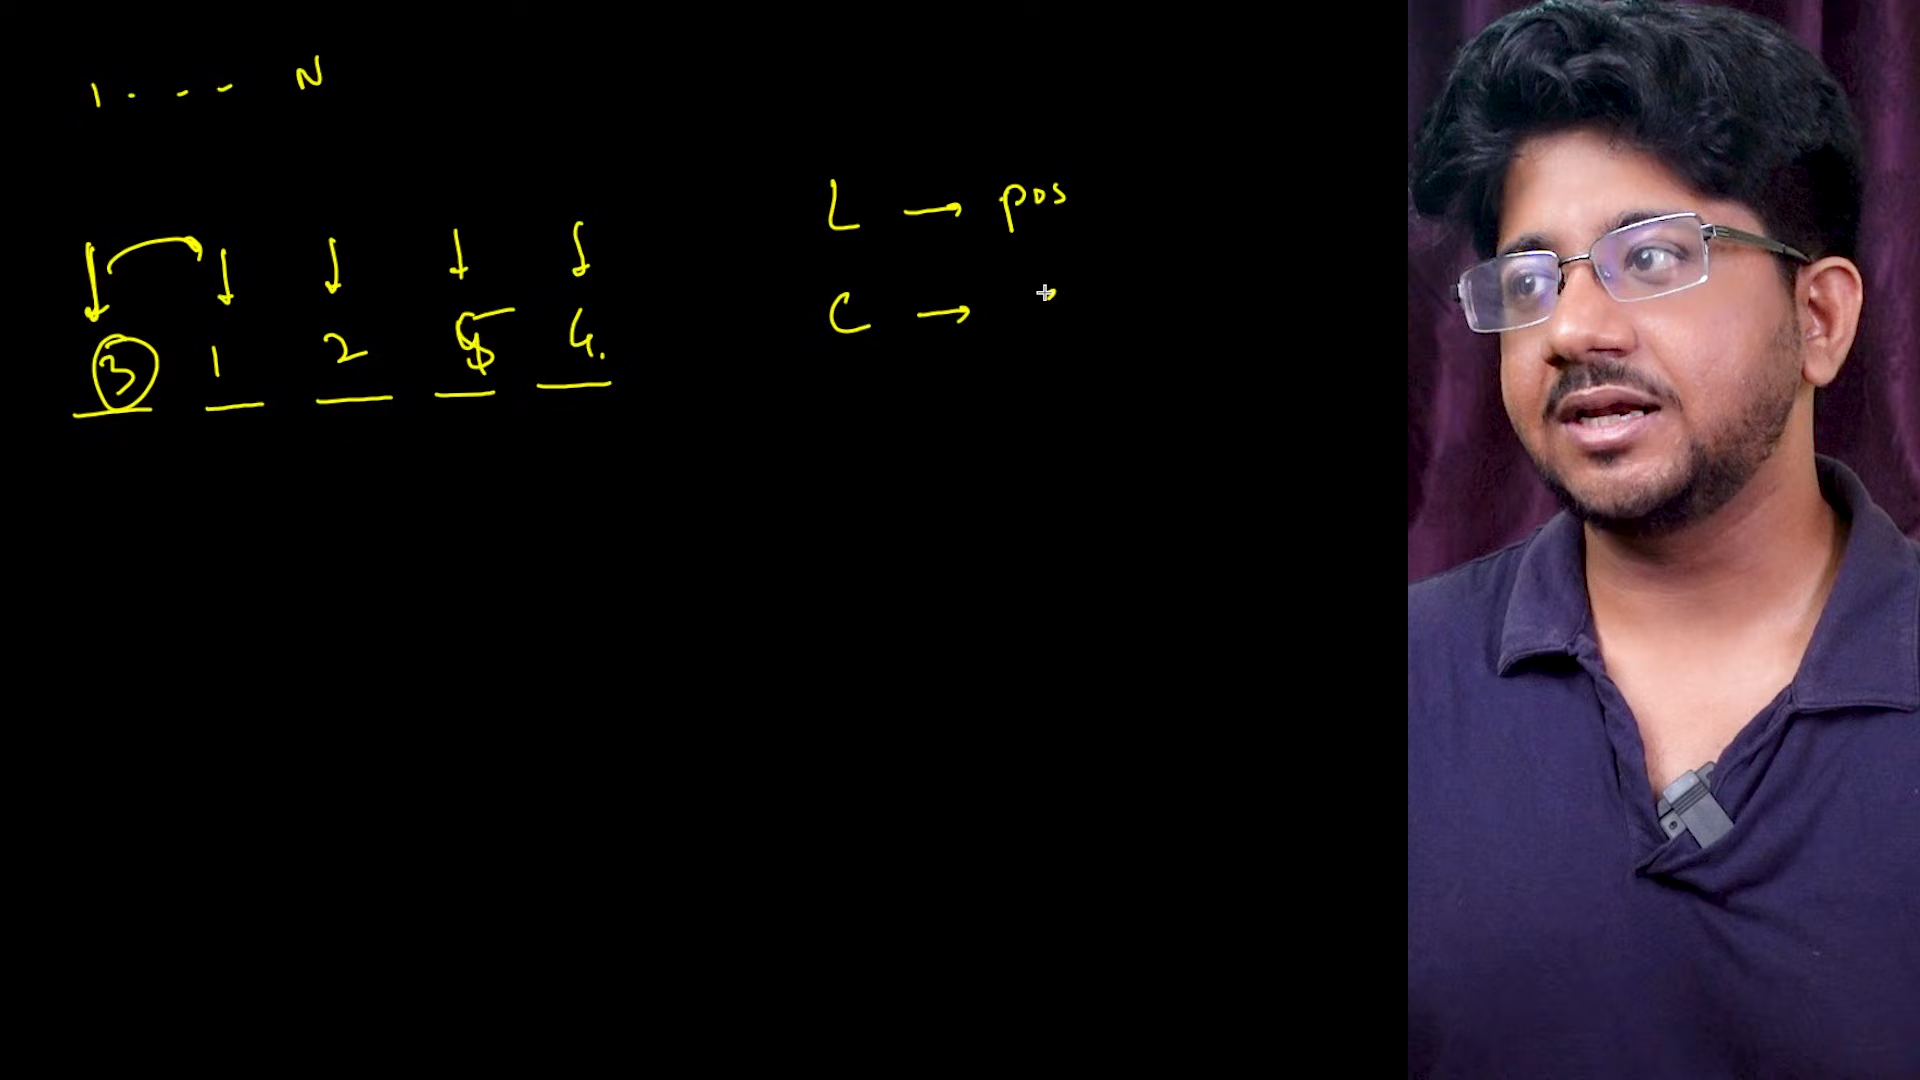 1 . - - N
L → pos
C →
3 1 2 5 4.